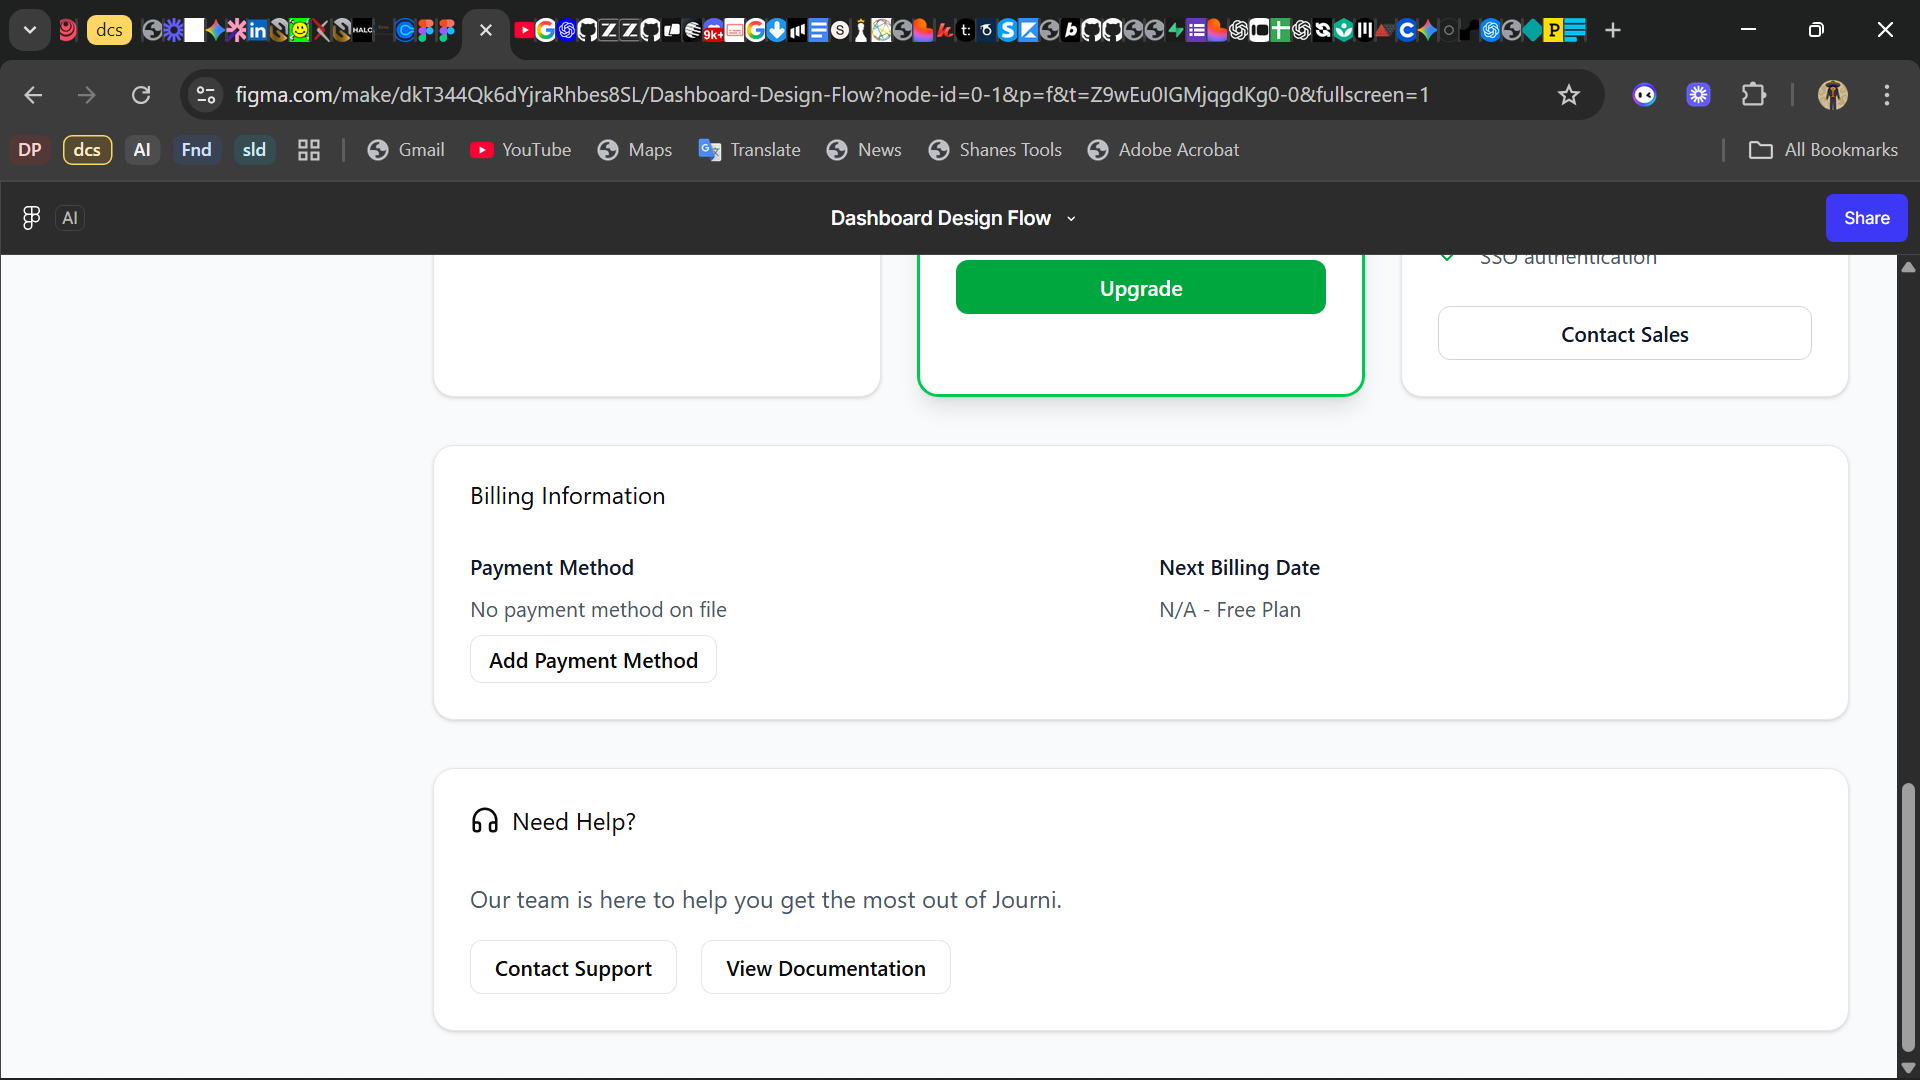 dcs
HALO
9k+
figma.com/make/dkT344Qk6dYjraRhbes8SL/Dashboard-Design-Flow?node-id=0-1&p=f&t=Z9wEu0IGMjqgdKg0-0&fullscreen=1
DP
dcs
AI
Fnd
sld
Gmail
YouTube
Maps
Translate
News
Shanes Tools
Adobe Acrobat
All Bookmarks
AI
Dashboard Design Flow
Share
SSO authentication
Upgrade
Contact Sales
Billing Information
Payment Method
Next Billing Date
No payment method on file
N/A - Free Plan
Add Payment Method
Need Help?
Our team is here to help you get the most out of Journi.
Contact Support
View Documentation